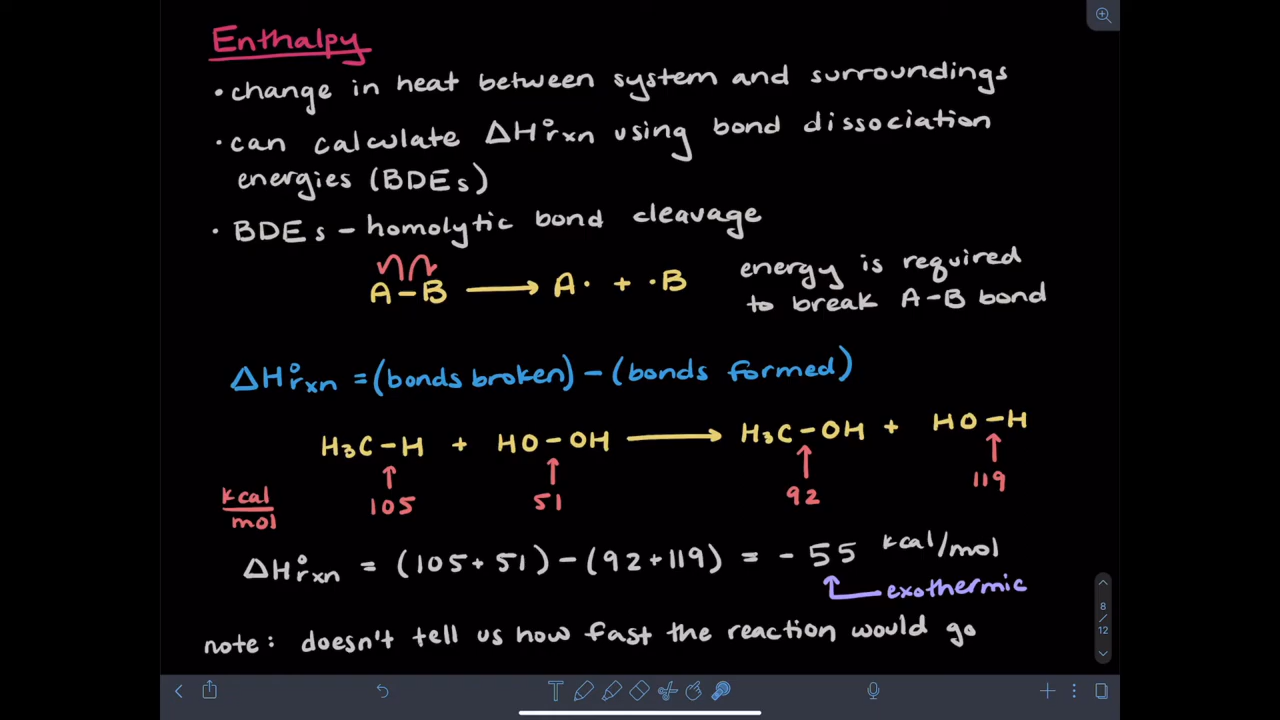 Enthalpy
• change in heat between system and surroundings
• can calculate ΔH°rxn using bond dissociation
energies (BDEs)
• BDEs – homolytic bond cleavage
A–B ⟶ A· + ·B
energy is required
to break A–B bond
ΔH°rxn = (bonds broken) – (bonds formed)
H₃C–H + HO–OH ⟶ H₃C–OH + HO–H
kcal/mol 105 51 92 119
ΔH°rxn = (105+51) – (92+119) = -55 kcal/mol
exothermic
note: doesn't tell us how fast the reaction would go
8
/
12
T